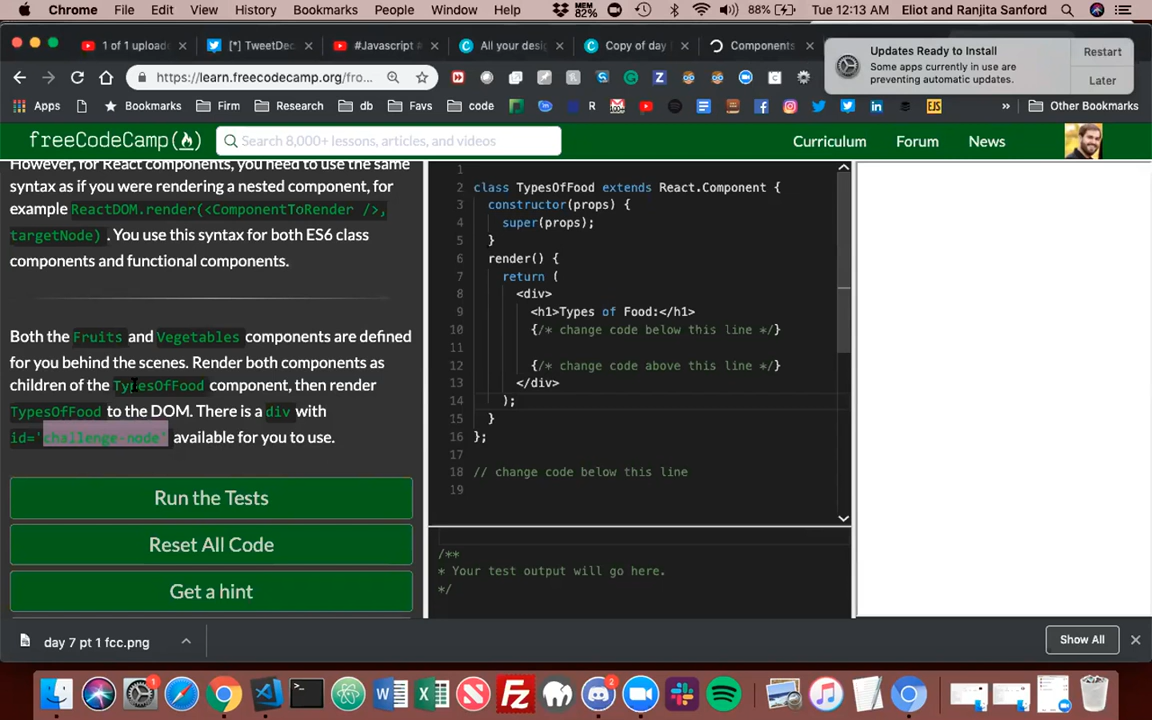 Chrome File Edit View History Bookmarks People Window Help MEM 82% 88% Tue 12:13 AM Eliot and Ranjita Sanford
1 of 1 upload [*] TweetDec #Javascript # All your desi Copy of day Components
Updates Ready to Install
Some apps currently in use are
preventing automatic updates.
Restart
Later
https://learn.freecodecamp.org/fro...
Apps Bookmarks Firm Research db Favs code R EJS » Other Bookmarks
freeCodeCamp Search 8,000+ lessons, articles, and videos Curriculum Forum News
However, for React components, you need to use the same
syntax as if you were rendering a nested component, for
example ReactDOM.render(<ComponentToRender />,
targetNode) . You use this syntax for both ES6 class
components and functional components.
Both the Fruits and Vegetables components are defined
for you behind the scenes. Render both components as
children of the TypesOfFood component, then render
TypesOfFood to the DOM. There is a div with
id='challenge-node' available for you to use.
Run the Tests
Reset All Code
Get a hint
1
2 class TypesOfFood extends React.Component {
3 constructor(props) {
4 super(props);
5 }
6 render() {
7 return (
8 <div>
9 <h1>Types of Food:</h1>
10 {/* change code below this line */}
11
12 {/* change code above this line */}
13 </div>
14 );
15 }
16 };
17
18 // change code below this line
19
/**
* Your test output will go here.
*/
day 7 pt 1 fcc.png
Show All